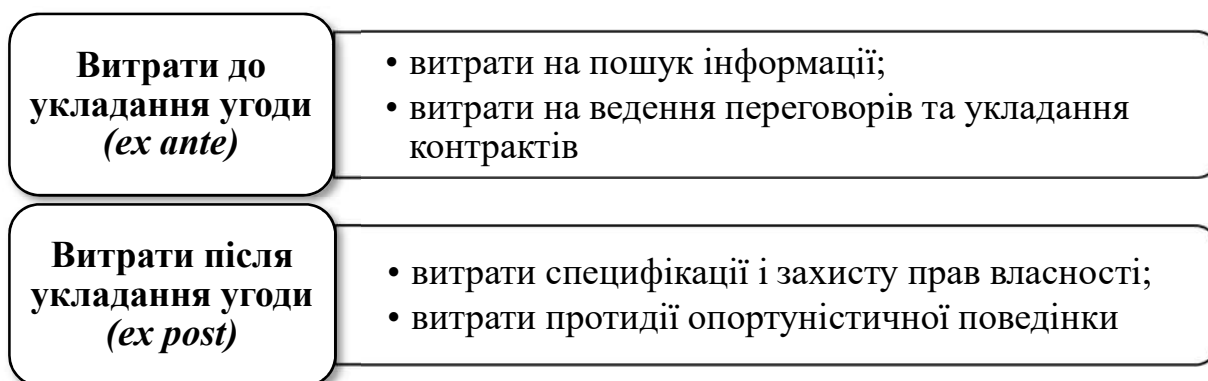 Витрати до
укладання угоди
(ex ante)
• витрати на пошук інформації;
• витрати на ведення переговорів та укладання
контрактів
Витрати після
укладання угоди
(ex post)
• витрати специфікації і захисту прав власності;
• витрати протидії опортуністичної поведінки